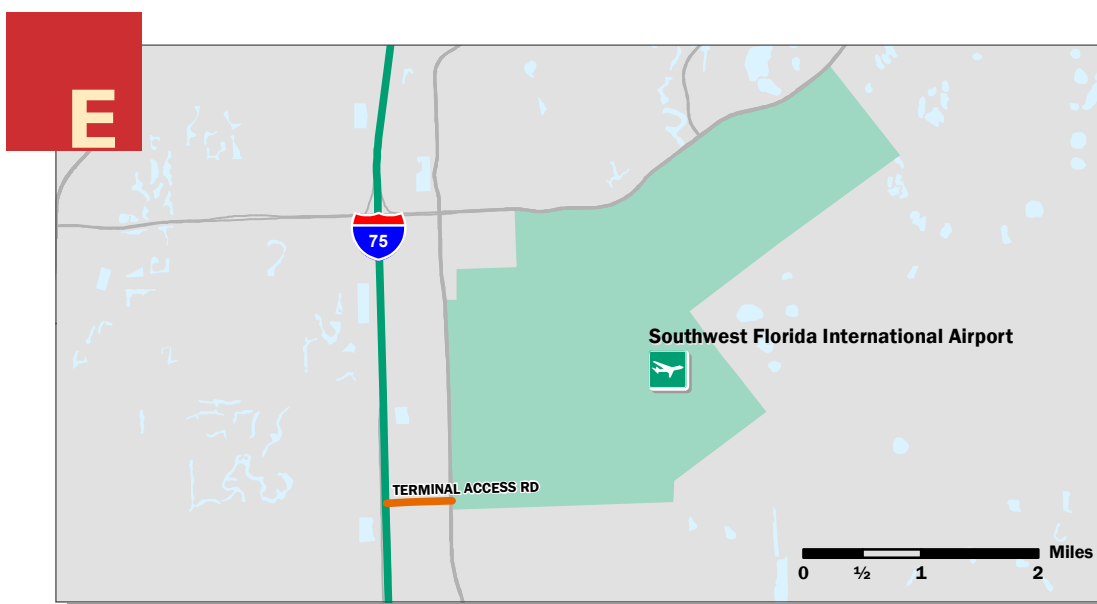 E
75
Southwest Florida International Airport
TERMINAL ACCESS RD
Miles
0 ½ 1 2